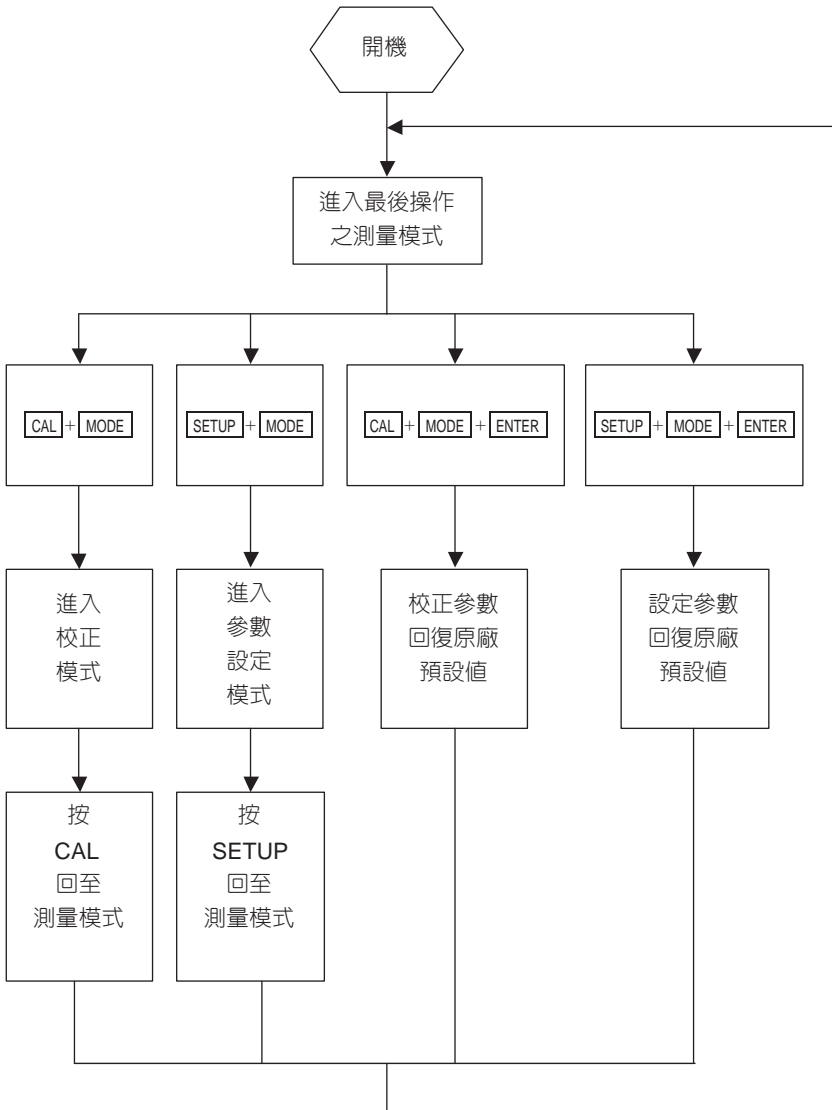 開機
進入最後操作
之測量模式
CAL + MODE
SETUP + MODE
CAL + MODE + ENTER
SETUP + MODE + ENTER
進入
校正
模式
進入
參數
設定
模式
校正參數
回復原廠
預設值
設定參數
回復原廠
預設值
按
CAL
回至
測量模式
按
SETUP
回至
測量模式